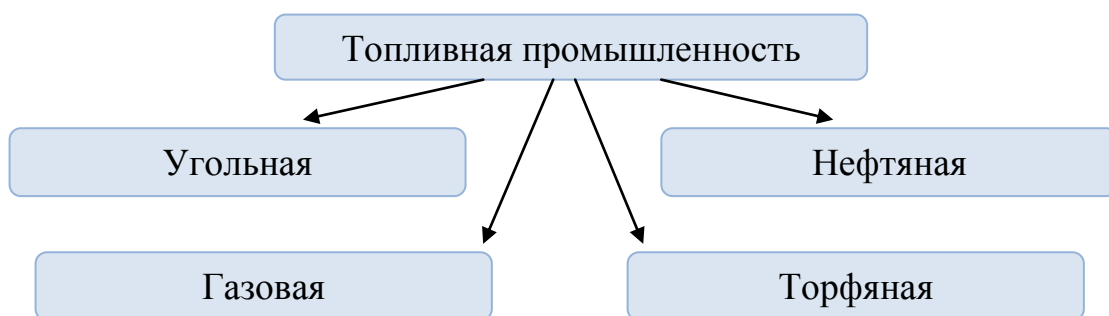 Топливная промышленность
Угольная
Нефтяная
Газовая
Торфяная